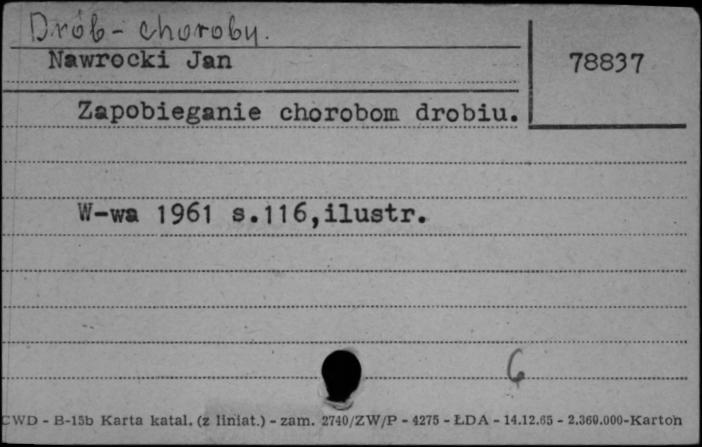 Drób - choroby.
Nawrocki Jan
78837
Zapobieganie chorobom drobiu.
W-wa 1961 s.116,ilustr.
6
CWD - B-15b Karta katal. (z liniat.) - zam. 2740/ZW/P - 4275 - ŁDA - 14.12.65 - 2.360.000-Karton